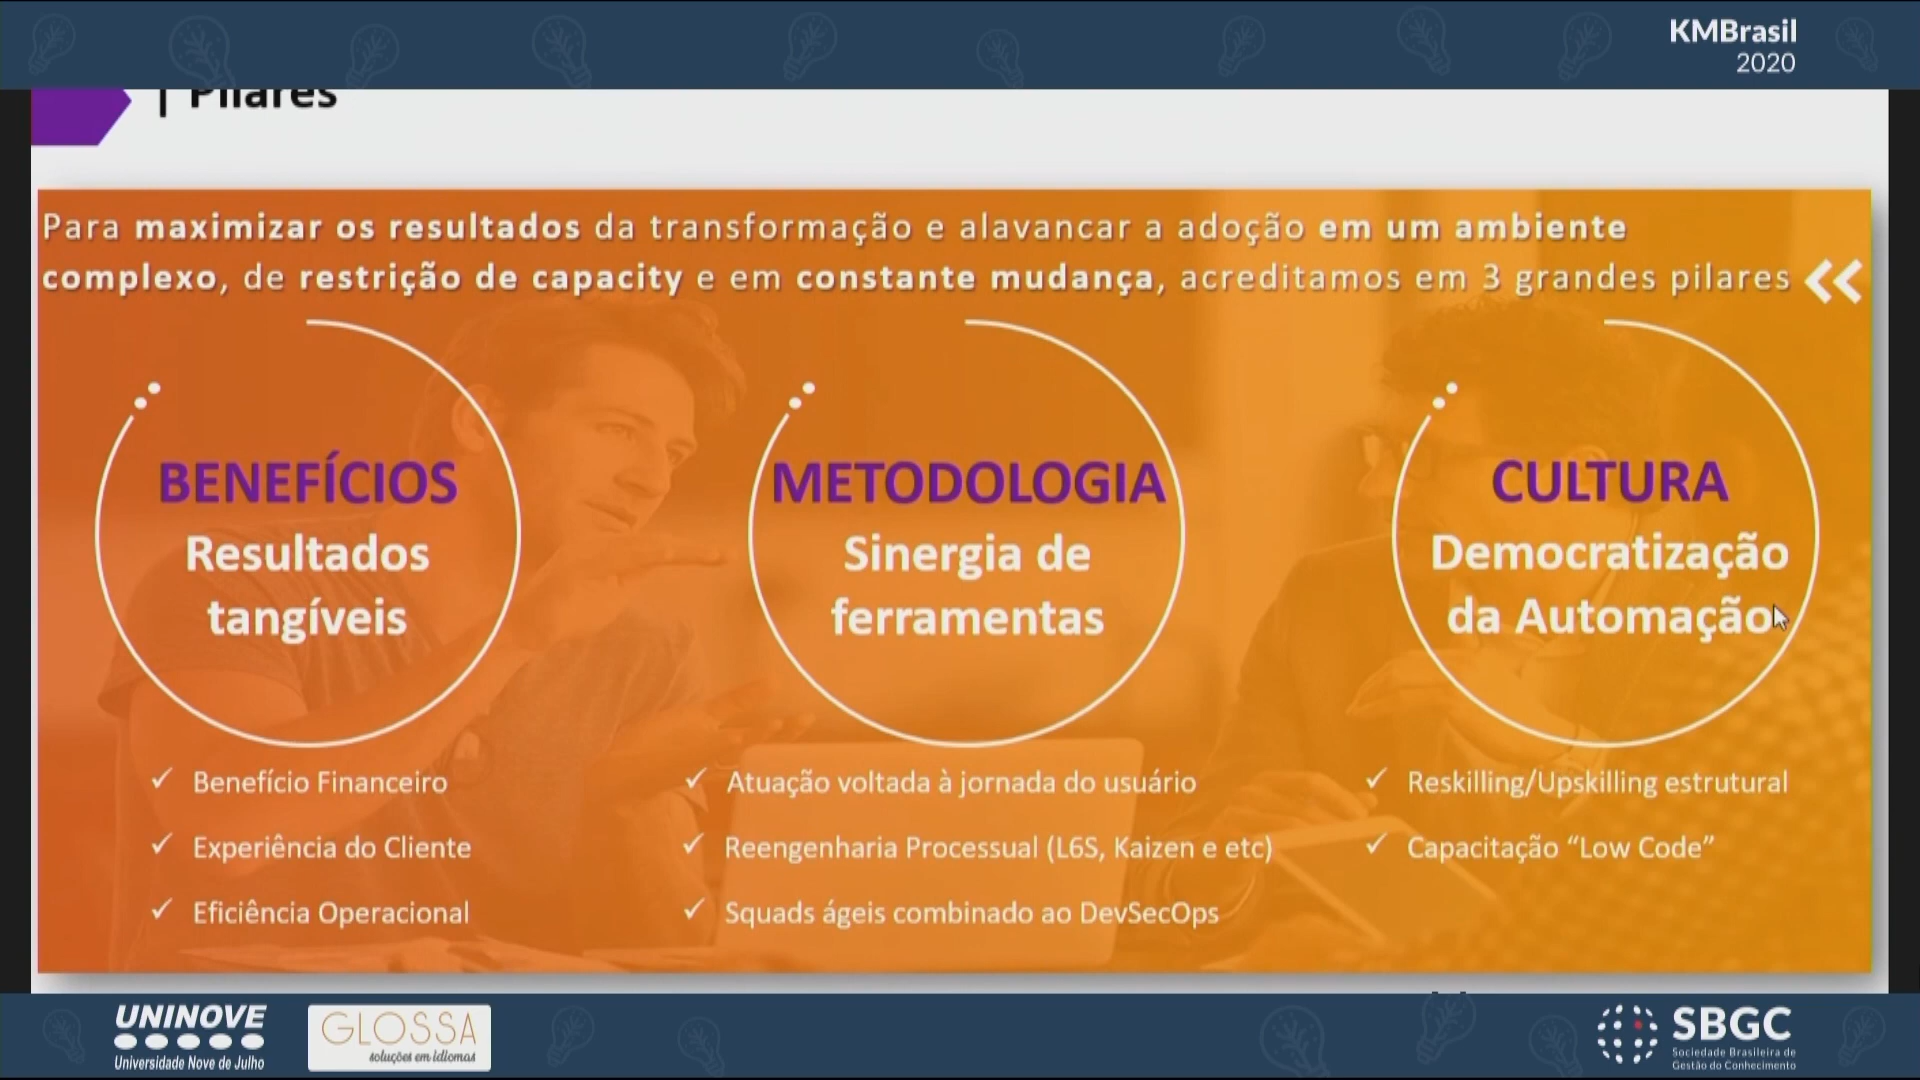 KMBrasil
2020
| Pilares
Para maximizar os resultados da transformação e alavancar a adoção em um ambiente
complexo, de restrição de capacity e em constante mudança, acreditamos em 3 grandes pilares
BENEFÍCIOS
Resultados
tangíveis
✓ Benefício Financeiro
✓ Experiência do Cliente
✓ Eficiência Operacional
METODOLOGIA
Sinergia de
ferramentas
✓ Atuação voltada à jornada do usuário
✓ Reengenharia Processual (L6S, Kaizen e etc)
✓ Squads ágeis combinado ao DevSecOps
CULTURA
Democratização
da Automação
✓ Reskilling/Upskilling estrutural
✓ Capacitação “Low Code”
UNINOVE
Universidade Nove de Julho
GLOSSA
soluções em idiomas
SBGC
Sociedade Brasileira de
Gestão do Conhecimento